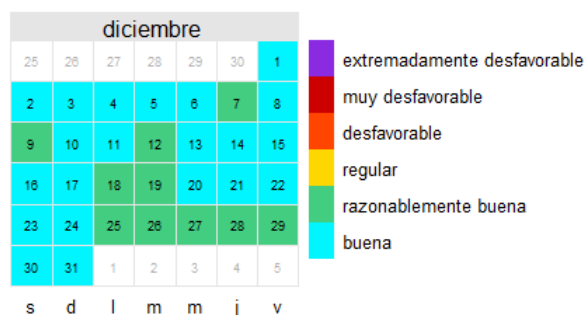 diciembre
25 26 27 28 29 30 1
2 3 4 5 6 7 8
9 10 11 12 13 14 15
16 17 18 19 20 21 22
23 24 25 26 27 28 29
30 31 1 2 3 4 5
s d l m m j v
extremadamente desfavorable
muy desfavorable
desfavorable
regular
razonablemente buena
buena